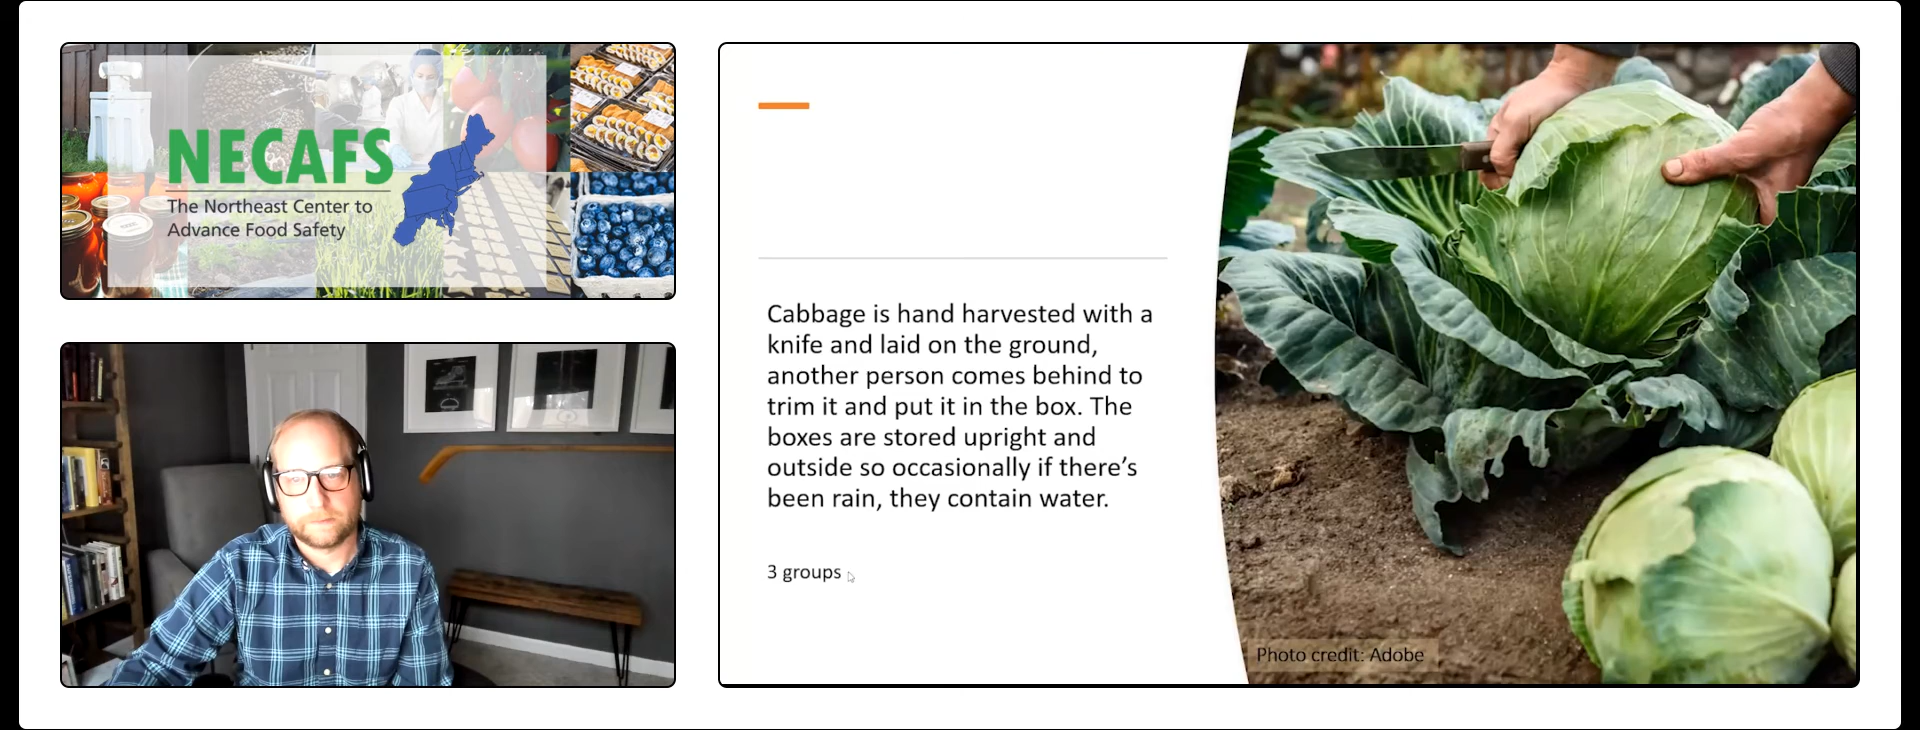 NECAFS
The Northeast Center to
Advance Food Safety
Cabbage is hand harvested with a
knife and laid on the ground,
another person comes behind to
trim it and put it in the box. The
boxes are stored upright and
outside so occasionally if there’s
been rain, they contain water.
3 groups
Photo credit: Adobe